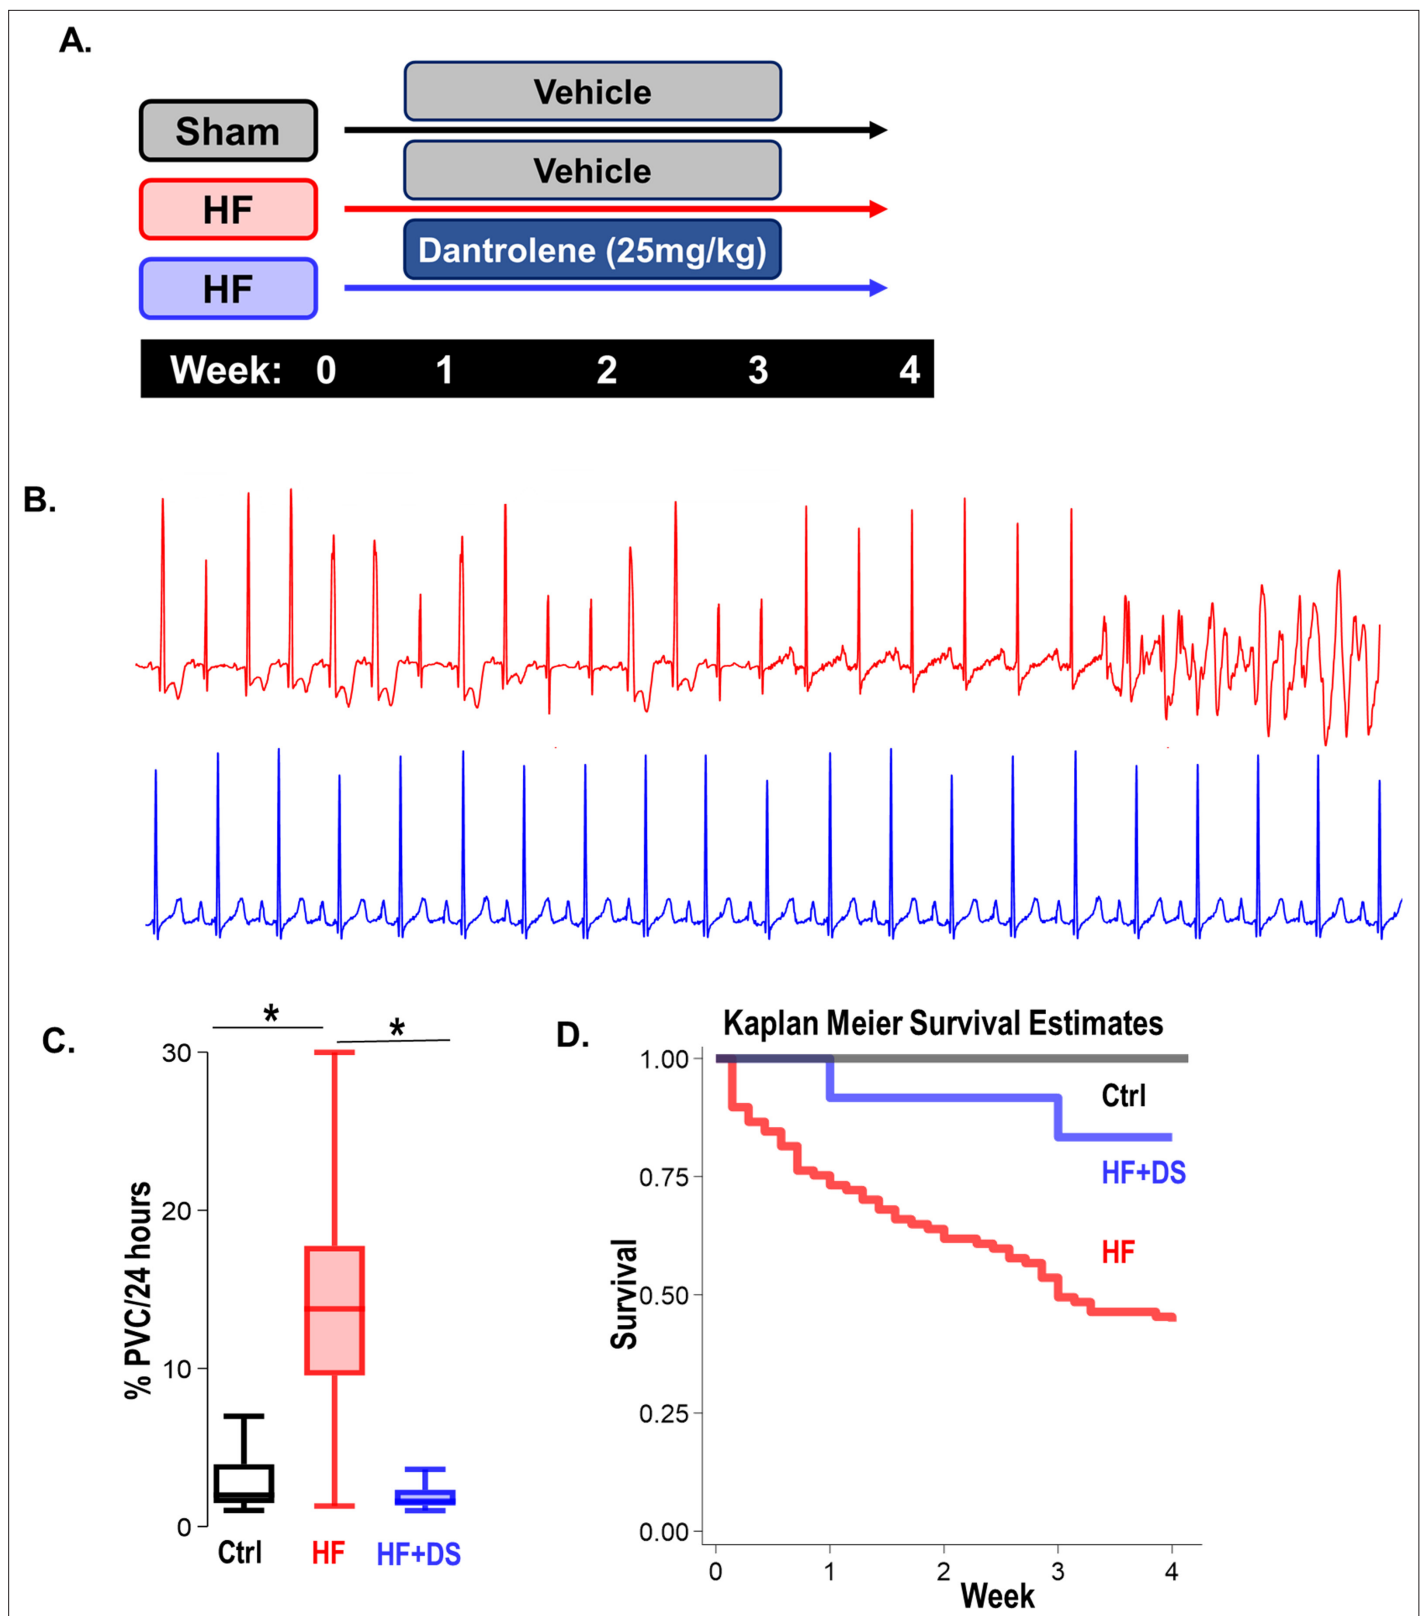 A.
Vehicle
Sham
Vehicle
HF
Dantrolene (25mg/kg)
HF
Week: 0 1 2 3 4
B.
C.
* *
30
20
10
0
% PVC/24 hours
Ctrl HF HF+DS
D.
Kaplan Meier Survival Estimates
1.00
0.75
0.50
0.25
0.00
Survival
Ctrl
HF+DS
HF
0 1 2 3 4
Week